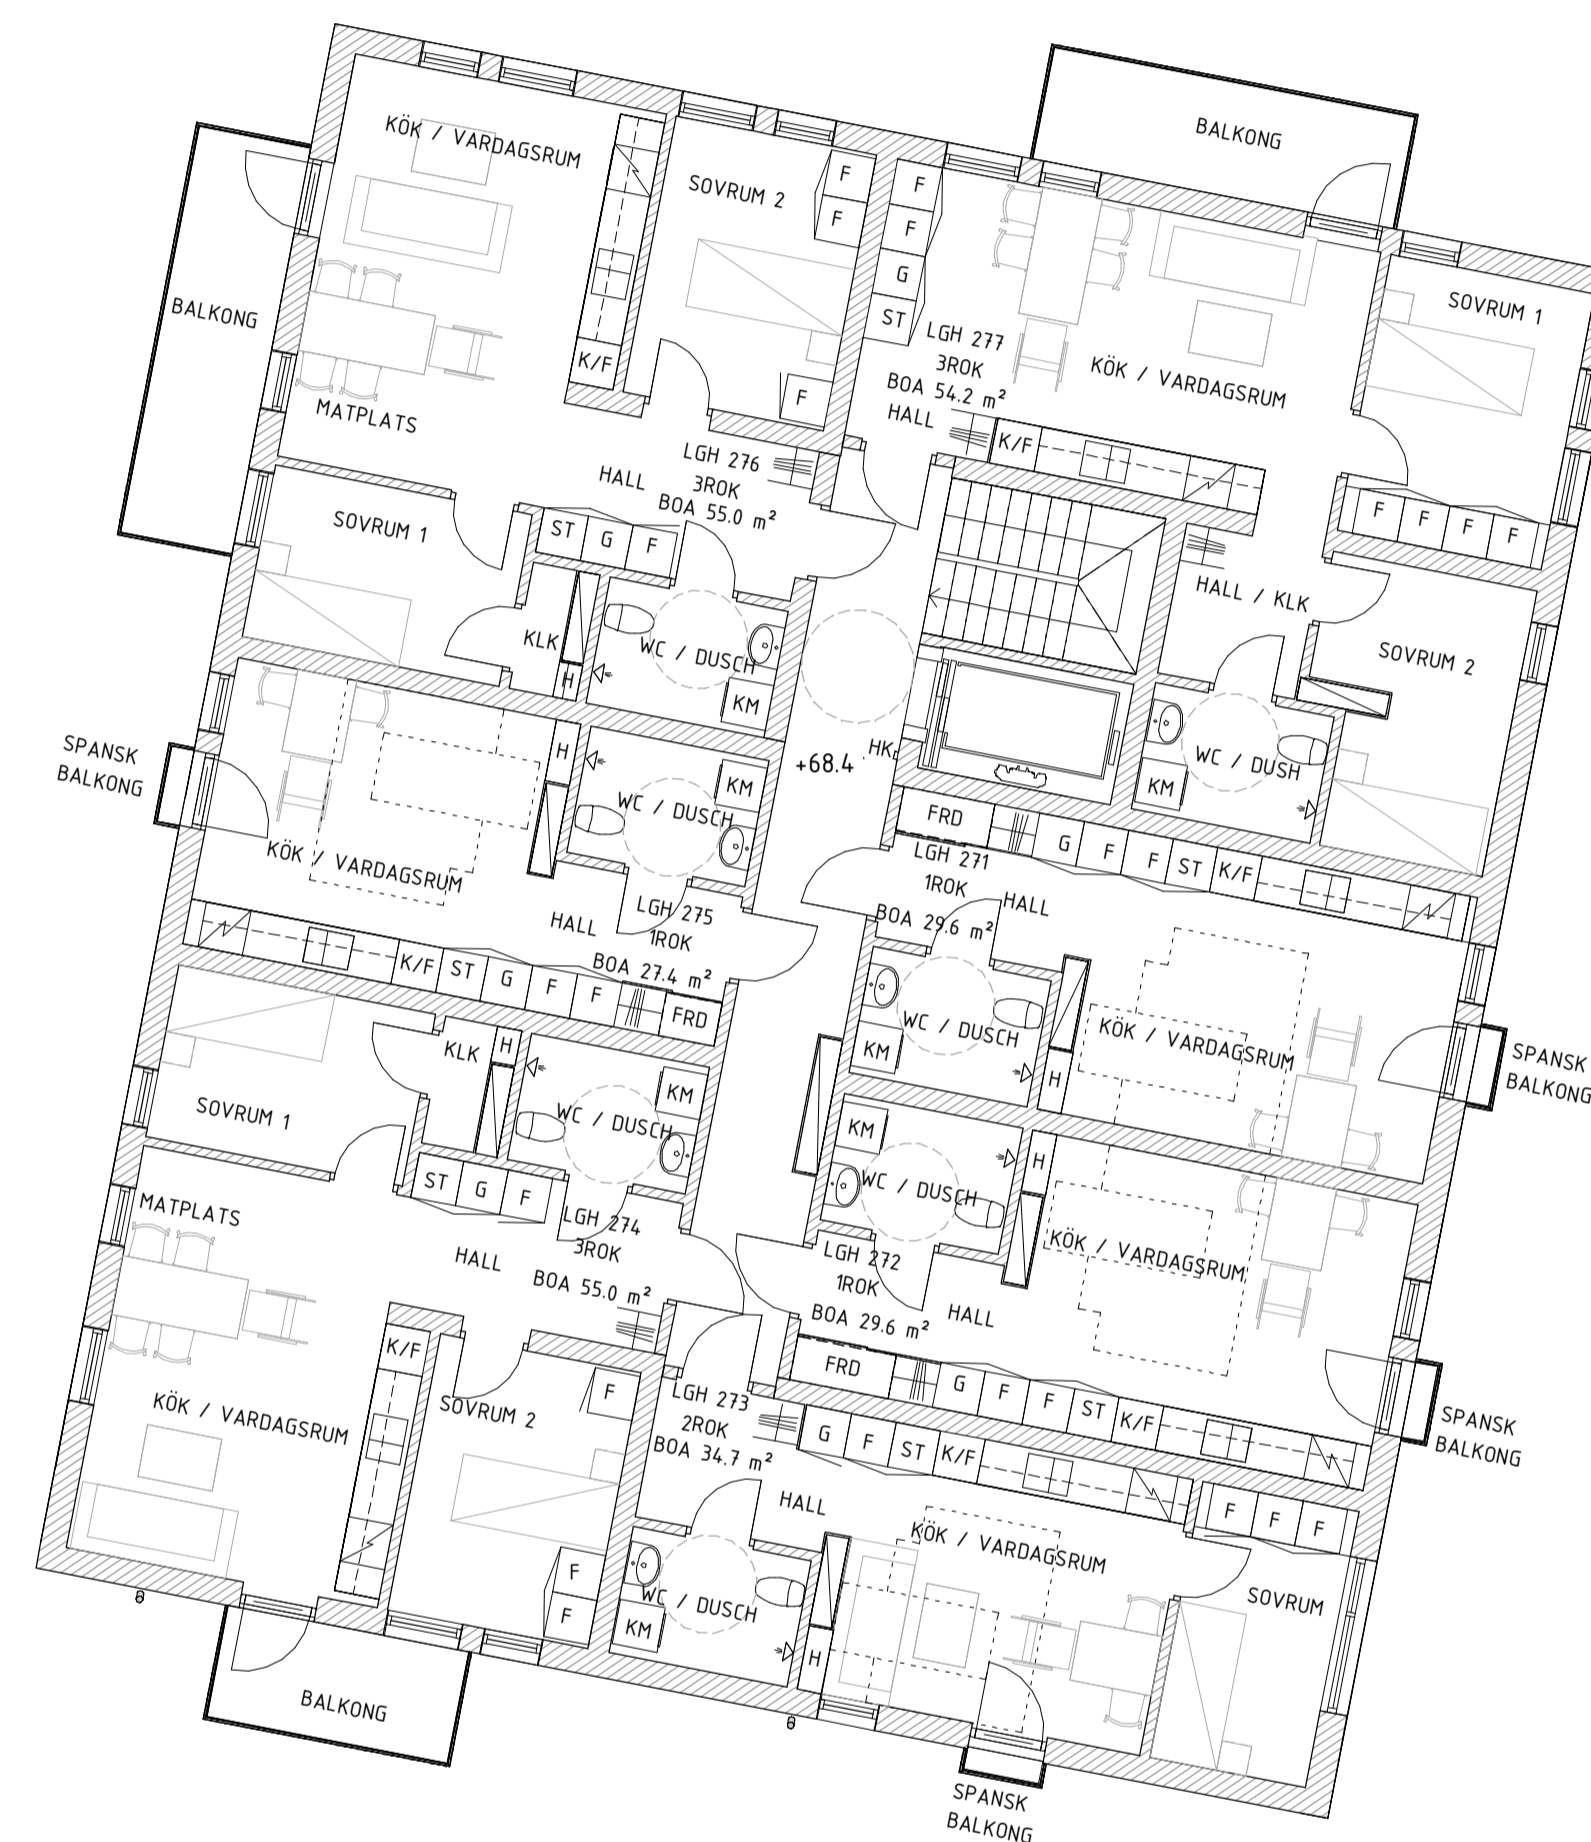 BALKONG
KÖK / VARDAGSRUM
SOVRUM 2
F
F
BALKONG
MATPLATS
K/F
F
SOVRUM 1
HALL
LGH 276
3ROK
BOA 55.0 m²
ST
G
F
KLK
H
WC / DUSCH
KM
F
F
G
ST
LGH 277
3ROK
BOA 54.2 m²
HALL
KÖK / VARDAGSRUM
SOVRUM 1
K/F
F
F
F
F
HALL / KLK
SOVRUM 2
WC / DUSH
KM
+68.4
HK
SPANSK
BALKONG
H
WC / DUSCH
KM
KÖK / VARDAGSRUM
HALL
LGH 275
1ROK
BOA 27.4 m²
K/F
ST
G
F
F
FRD
FRD
G
F
F
ST
K/F
LGH 271
1ROK
BOA 29.6 m²
HALL
WC / DUSCH
KM
H
KÖK / VARDAGSRUM
SPANSK
BALKONG
KLK
H
SOVRUM 1
WC / DUSCH
KM
ST
G
F
MATPLATS
HALL
LGH 274
3ROK
BOA 55.0 m²
K/F
KÖK / VARDAGSRUM
SOVRUM 2
F
F
F
BALKONG
KM
WC / DUSCH
H
KÖK / VARDAGSRUM
LGH 272
1ROK
BOA 29.6 m²
HALL
FRD
G
F
F
ST
K/F
SPANSK
BALKONG
LGH 273
2ROK
BOA 34.7 m²
G
F
ST
K/F
HALL
KÖK / VARDAGSRUM
F
F
F
SOVRUM
WC / DUSCH
KM
H
SPANSK
BALKONG